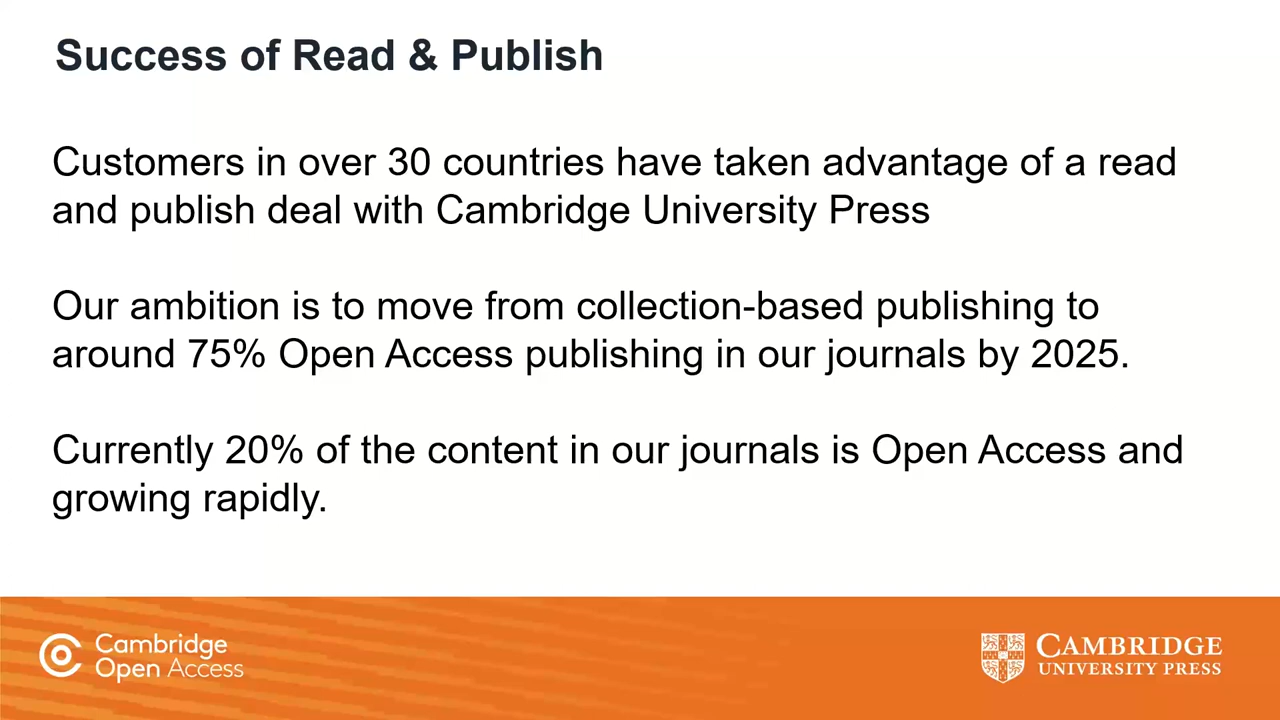 Success of Read & Publish
Customers in over 30 countries have taken advantage of a read
and publish deal with Cambridge University Press
Our ambition is to move from collection-based publishing to
around 75% Open Access publishing in our journals by 2025.
Currently 20% of the content in our journals is Open Access and
growing rapidly.
Cambridge
Open Access
CAMBRIDGE
UNIVERSITY PRESS